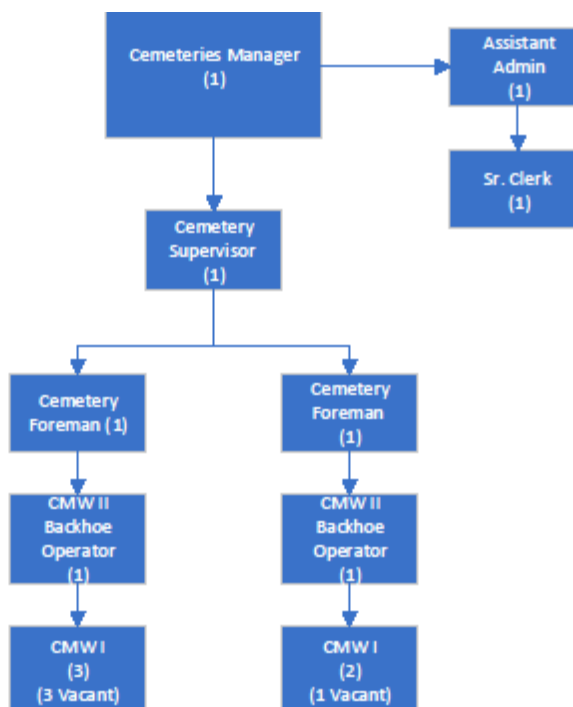 Cemeteries Manager
(1)
Assistant
Admin
(1)
Sr. Clerk
(1)
Cemetery
Supervisor
(1)
Cemetery
Foreman (1)
Cemetery
Foreman
(1)
CMW II
Backhoe
Operator
(1)
CMW II
Backhoe
Operator
(1)
CMW I
(3)
(3 Vacant)
CMW I
(2)
(1 Vacant)